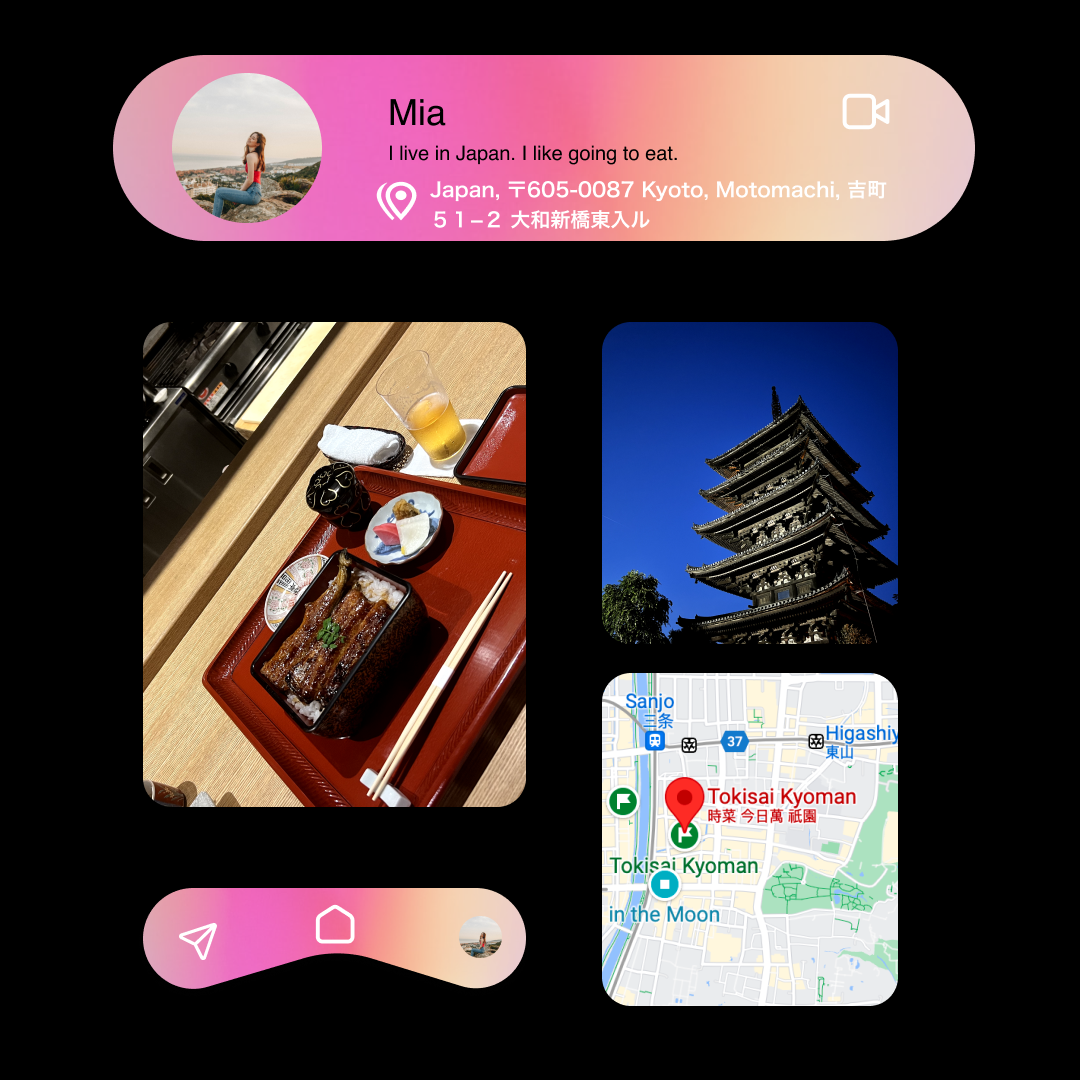 Mia
I live in Japan. I like going to eat.
Japan, 〒605-0087 Kyoto, Motomachi, 吉町
５１−２ 大和新橋東入ル
Sanjo
三条
37
Higashiy
東山
Tokisai Kyoman
時菜 今日萬 祇園
Tokisai Kyoman
in the Moon